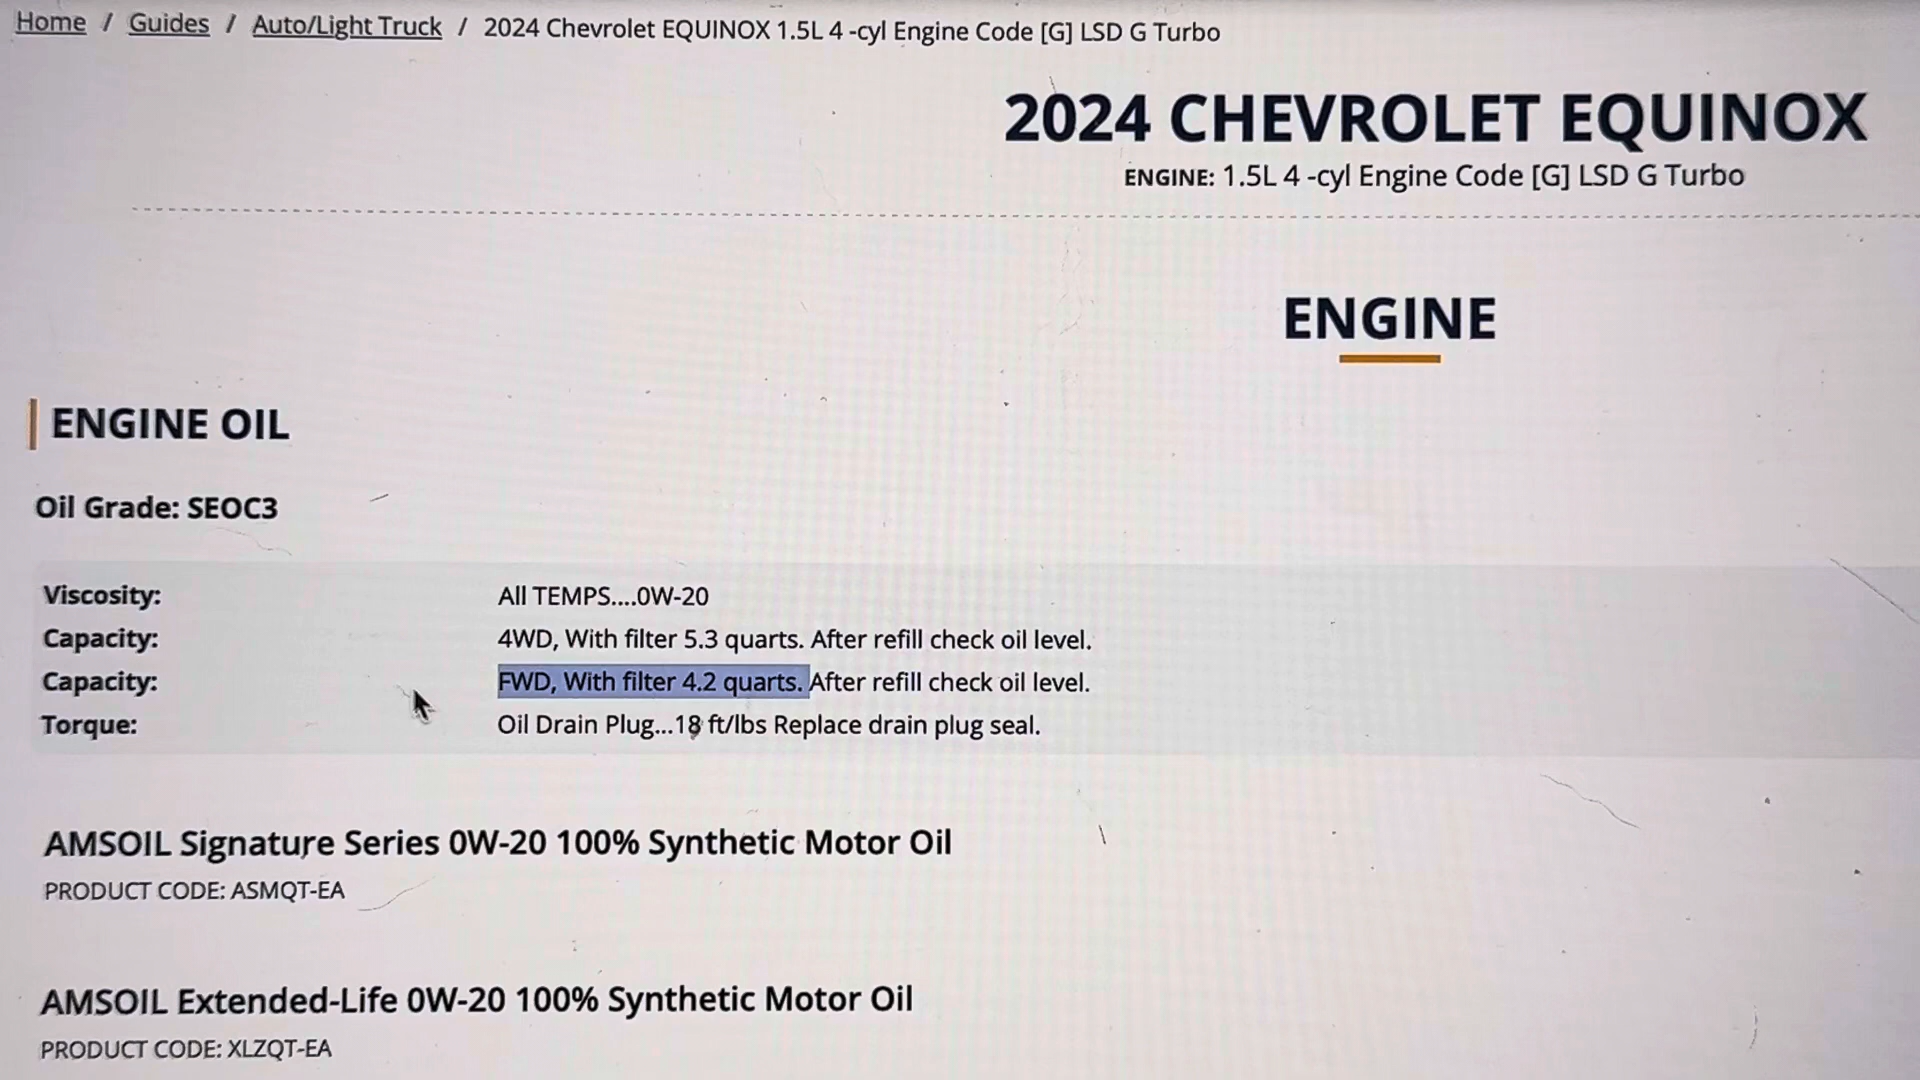 Home / Guides / Auto/Light Truck / 2024 Chevrolet EQUINOX 1.5L 4 -cyl Engine Code [G] LSD G Turbo
2024 CHEVROLET EQUINOX
ENGINE: 1.5L 4 -cyl Engine Code [G] LSD G Turbo
ENGINE
ENGINE OIL
Oil Grade: SEOC3
Viscosity: All TEMPS....0W-20
Capacity: 4WD, With filter 5.3 quarts. After refill check oil level.
Capacity: FWD, With filter 4.2 quarts. After refill check oil level.
Torque: Oil Drain Plug...18 ft/lbs Replace drain plug seal.
AMSOIL Signature Series 0W-20 100% Synthetic Motor Oil
PRODUCT CODE: ASMQT-EA
AMSOIL Extended-Life 0W-20 100% Synthetic Motor Oil
PRODUCT CODE: XLZQT-EA